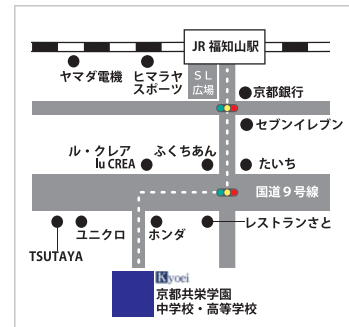 JR 福知山駅
ヤマダ電機
ヒマラヤ
スポーツ
SL
広場
京都銀行
セブンイレブン
ル・クレア
lu CREA
ふくちあん
たいち
国道9号線
TSUTAYA
ユニクロ
ホンダ
レストランさと
Kyoei
京都共栄学園
中学校・高等学校